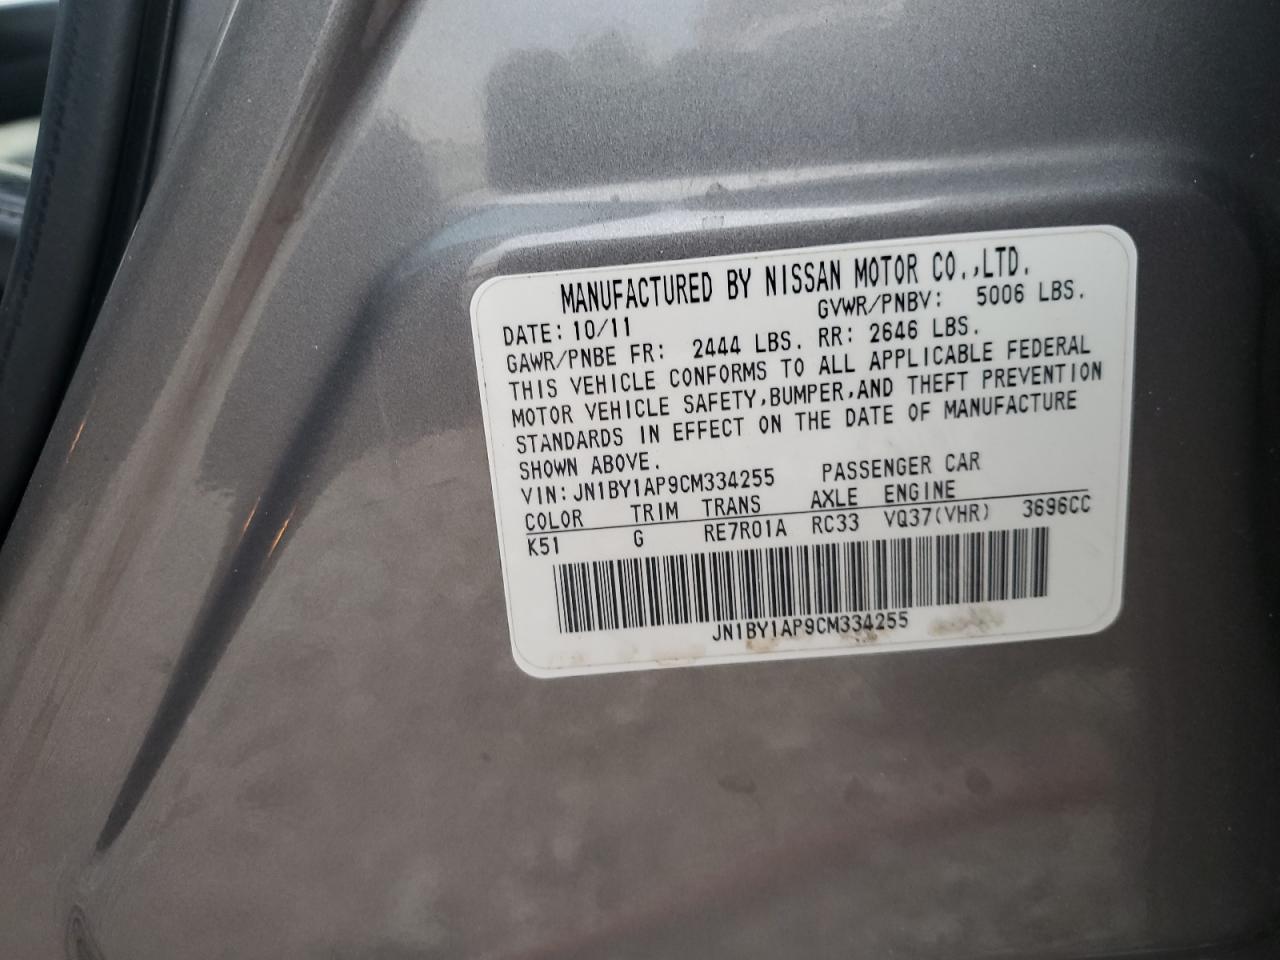 MANUFACTURED BY NISSAN MOTOR CO.,LTD.
DATE: 10/11 GVWR/PNBV: 5006 LBS.
GAWR/PNBE FR: 2444 LBS. RR: 2646 LBS.
THIS VEHICLE CONFORMS TO ALL APPLICABLE FEDERAL
MOTOR VEHICLE SAFETY,BUMPER,AND THEFT PREVENTION
STANDARDS IN EFFECT ON THE DATE OF MANUFACTURE
SHOWN ABOVE.
VIN: JN1BY1AP9CM334255 PASSENGER CAR
COLOR TRIM TRANS AXLE ENGINE
K51 G RE7R01A RC33 VQ37(VHR) 3696CC
JN1BY1AP9CM334255